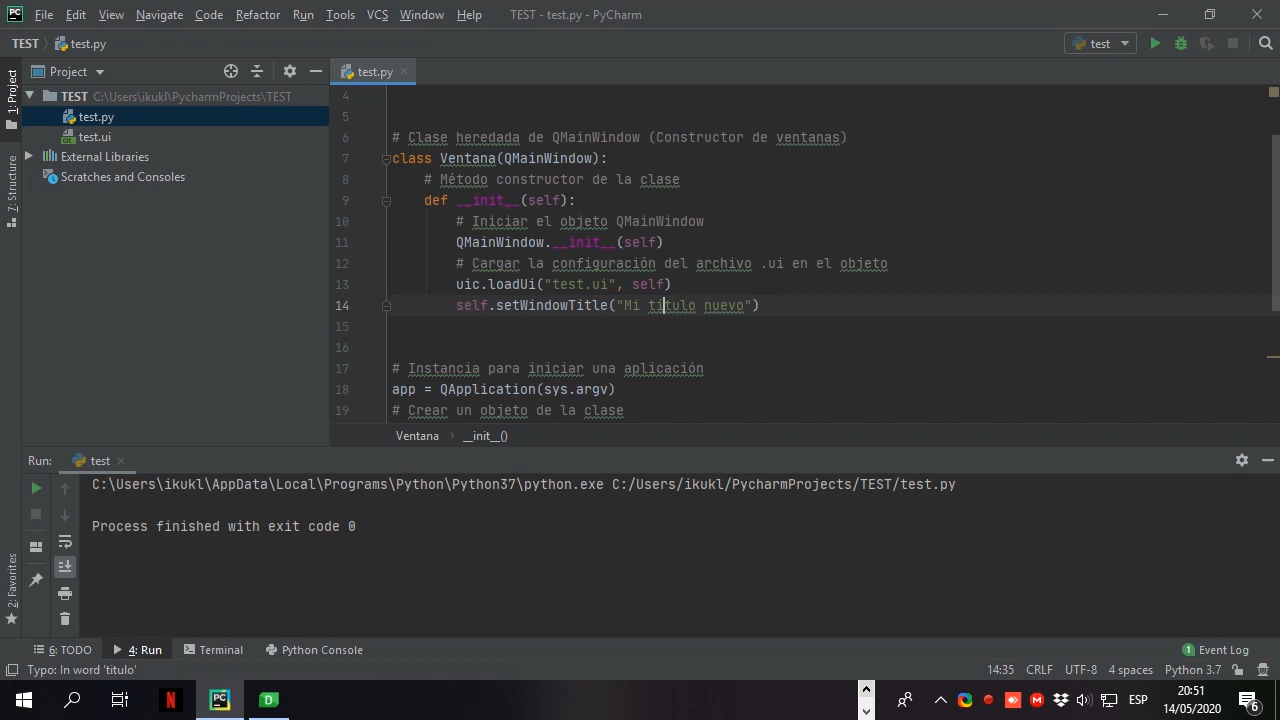 File Edit View Navigate Code Refactor Run Tools VCS Window Help TEST - test.py - PyCharm
TEST test.py test
1: Project
Project
test.py
TEST C:\Users\ikukl\PycharmProjects\TEST
test.py
test.ui
External Libraries
Scratches and Consoles
7: Structure
4
5
6 # Clase heredada de QMainWindow (Constructor de ventanas)
7 class Ventana(QMainWindow):
8 # Método constructor de la clase
9 def __init__(self):
10 # Iniciar el objeto QMainWindow
11 QMainWindow.__init__(self)
12 # Cargar la configuración del archivo .ui en el objeto
13 uic.loadUi("test.ui", self)
14 self.setWindowTitle("Mi titulo nuevo")
15
16
17 # Instancia para iniciar una aplicación
18 app = QApplication(sys.argv)
19 # Crear un objeto de la clase
Ventana __init__()
Run: test
C:\Users\ikukl\AppData\Local\Programs\Python\Python37\python.exe C:/Users/ikukl/PycharmProjects/TEST/test.py
Process finished with exit code 0
2: Favorites
6: TODO 4: Run Terminal Python Console 1 Event Log
Typo: In word 'titulo' 14:35 CRLF UTF-8 4 spaces Python 3.7
ESP
20:51
14/05/2020
6